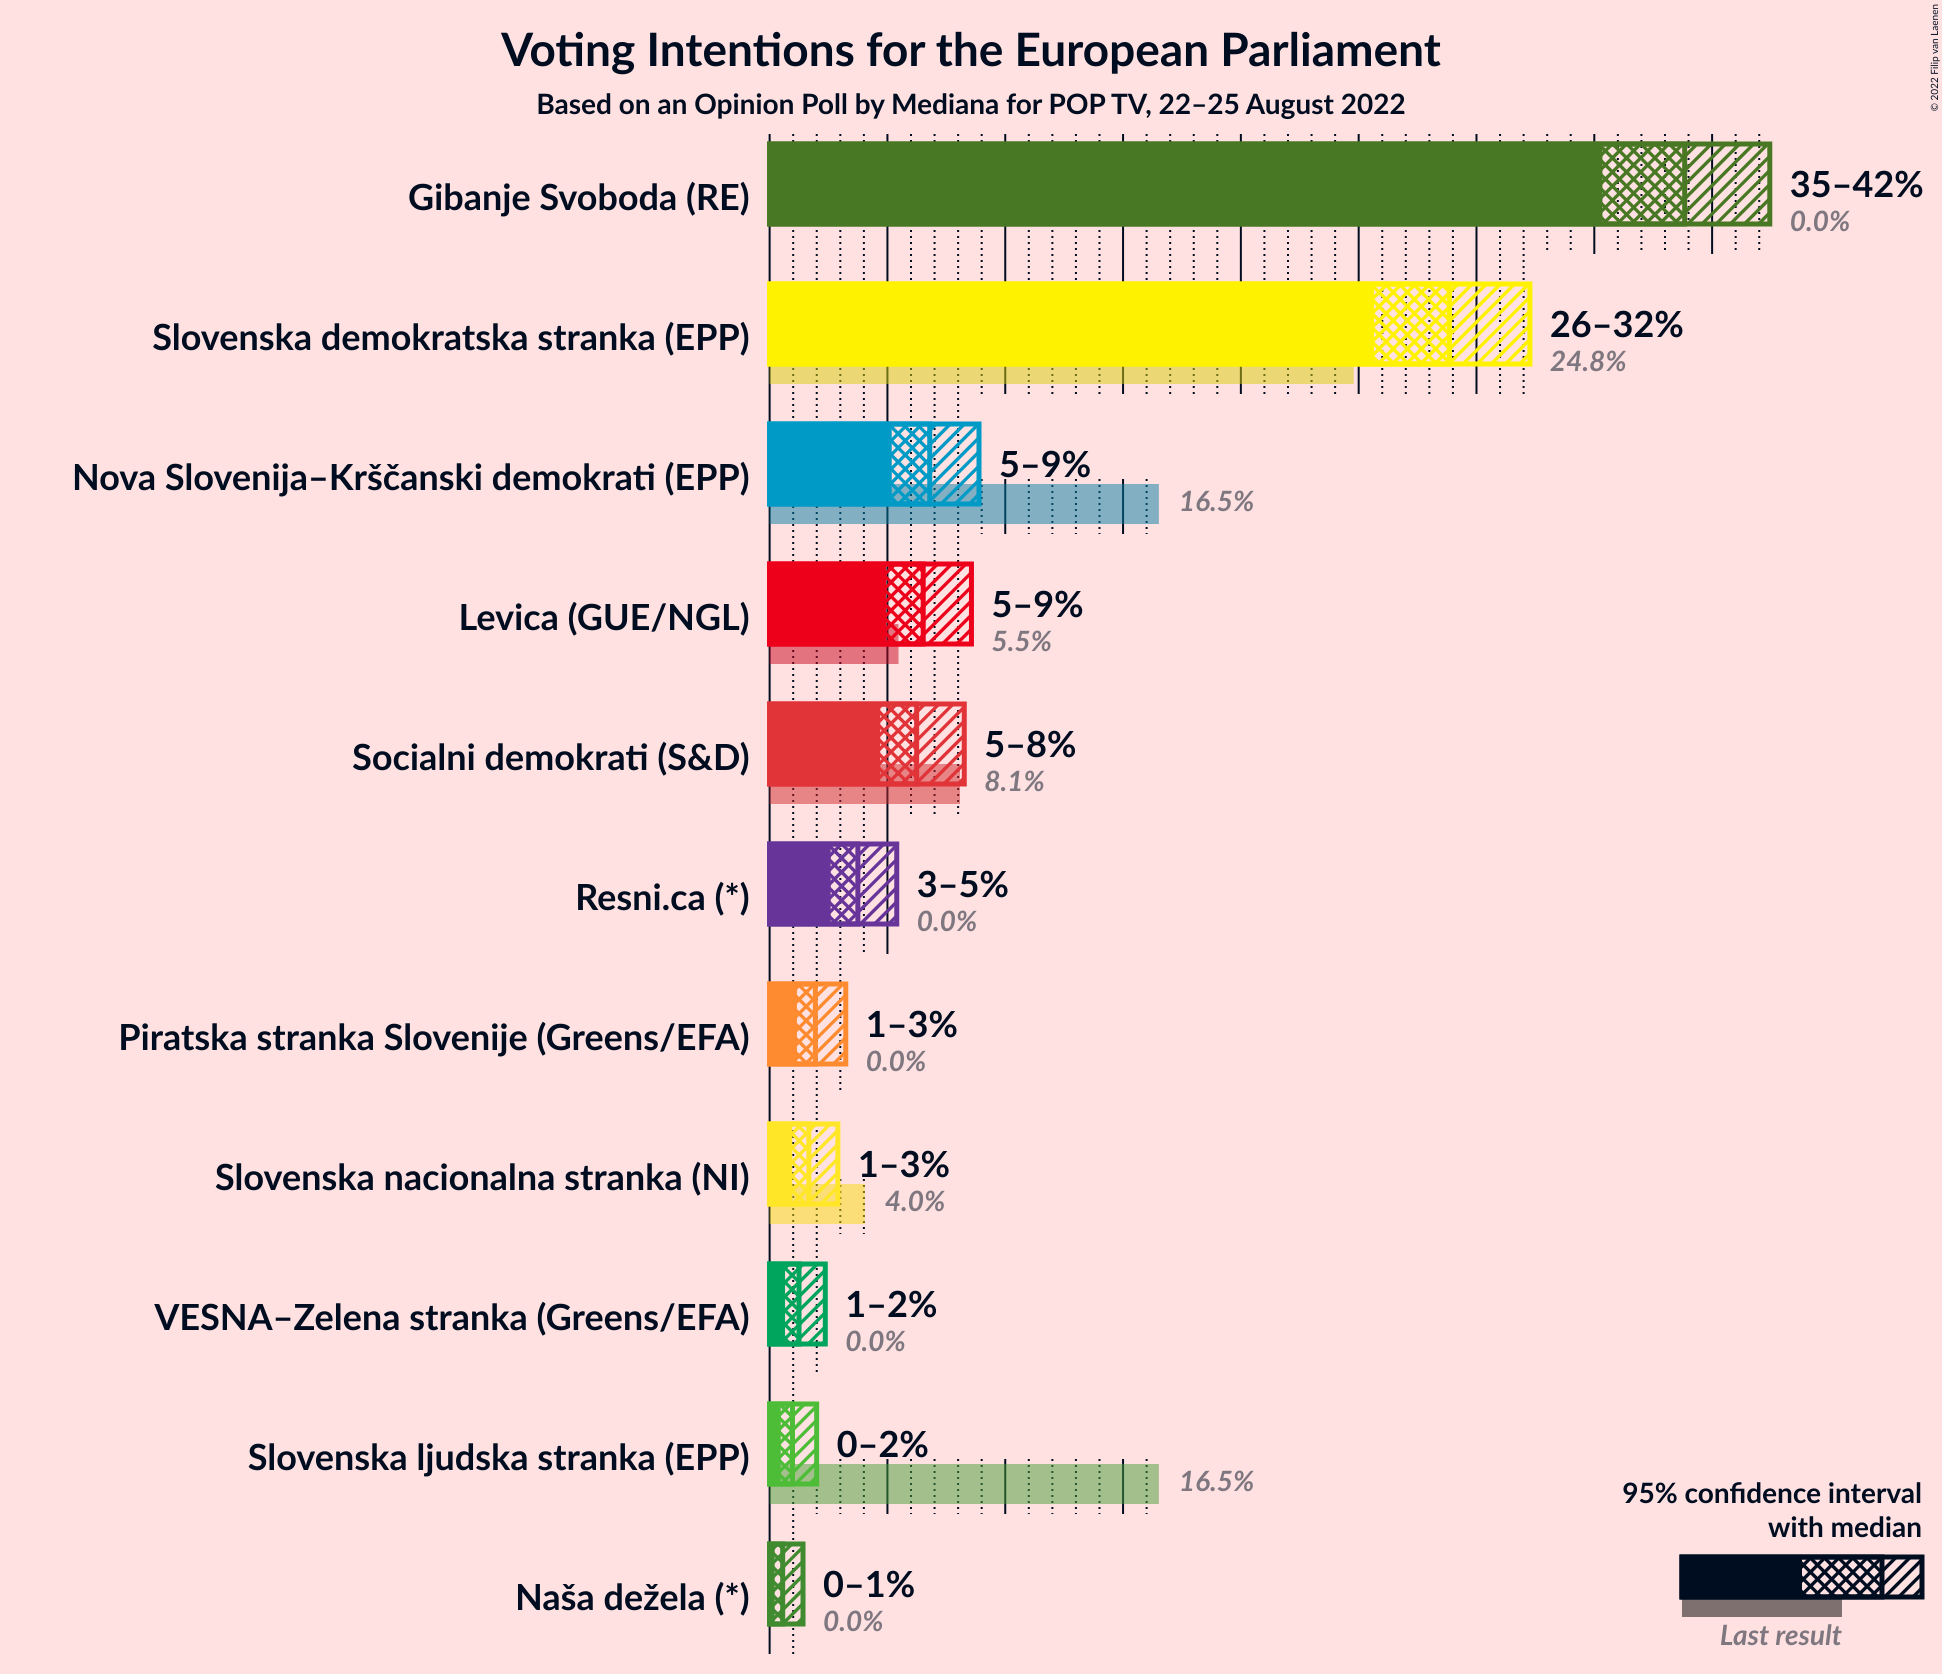 Voting Intentions for the European Parliament
Based on an Opinion Poll by Mediana for POP TV, 22–25 August 2022
© 2022 Filip van Laenen
Gibanje Svoboda (RE)
35–42%
0.0%
Slovenska demokratska stranka (EPP)
26–32%
24.8%
Nova Slovenija–Krščanski demokrati (EPP)
5–9%
16.5%
Levica (GUE/NGL)
5–9%
5.5%
Socialni demokrati (S&D)
5–8%
8.1%
Resni.ca (*)
3–5%
0.0%
Piratska stranka Slovenije (Greens/EFA)
1–3%
0.0%
Slovenska nacionalna stranka (NI)
1–3%
4.0%
VESNA–Zelena stranka (Greens/EFA)
1–2%
0.0%
Slovenska ljudska stranka (EPP)
0–2%
16.5%
Naša dežela (*)
0–1%
0.0%
95% confidence interval
with median
Last result